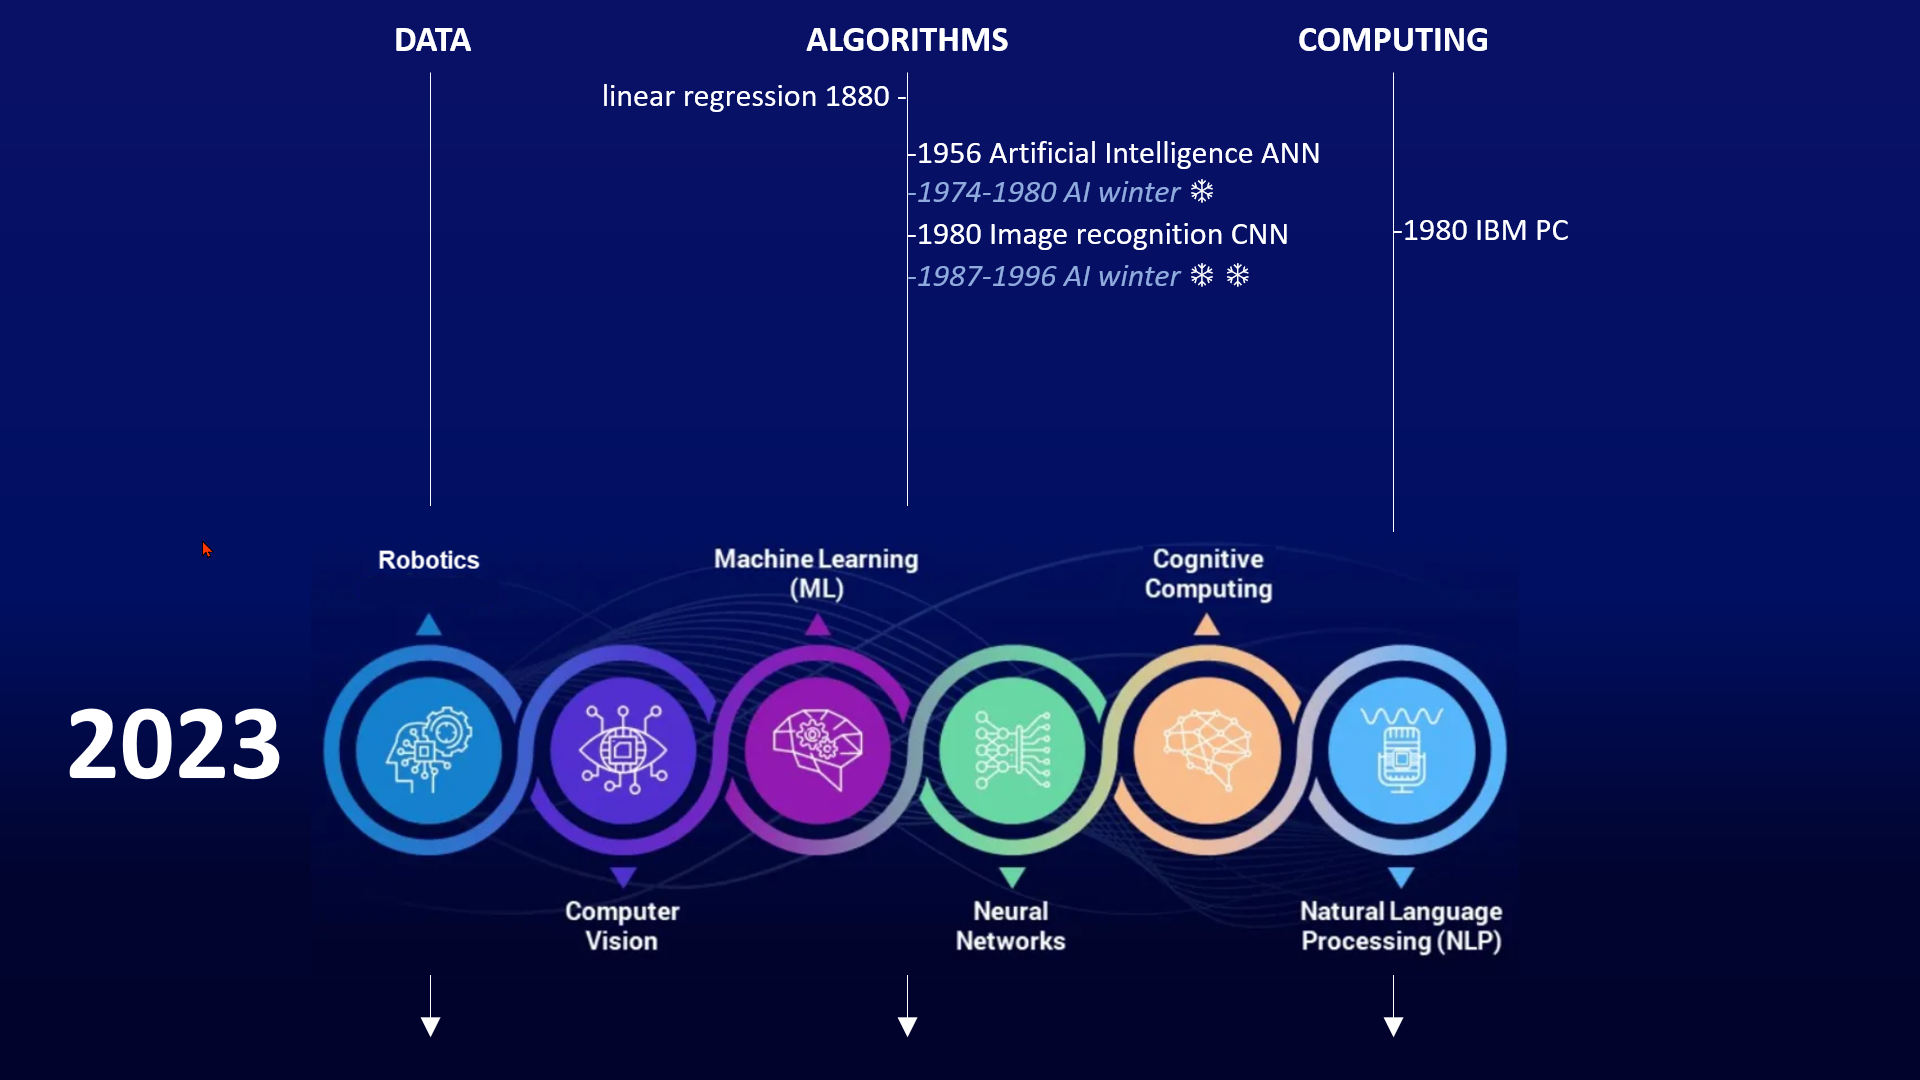 DATA
ALGORITHMS
COMPUTING
linear regression 1880 -
-1956 Artificial Intelligence ANN
-1974-1980 AI winter ❄
-1980 Image recognition CNN
-1980 IBM PC
-1987-1996 AI winter ❄ ❄
Robotics
Machine Learning
(ML)
Cognitive
Computing
2023
Computer
Vision
Neural
Networks
Natural Language
Processing (NLP)